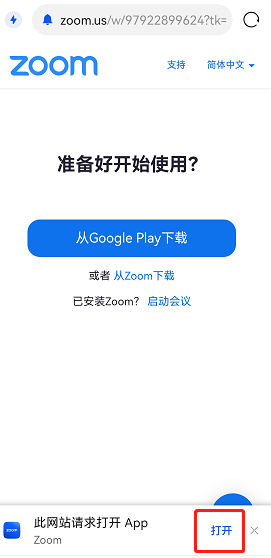 zoom.us/w/97922899624?tk=
zoom
支持
简体中文
准备好开始使用？
从Google Play下载
或者 从Zoom下载
已安装Zoom？ 启动会议
zoom
此网站请求打开 App
Zoom
打开